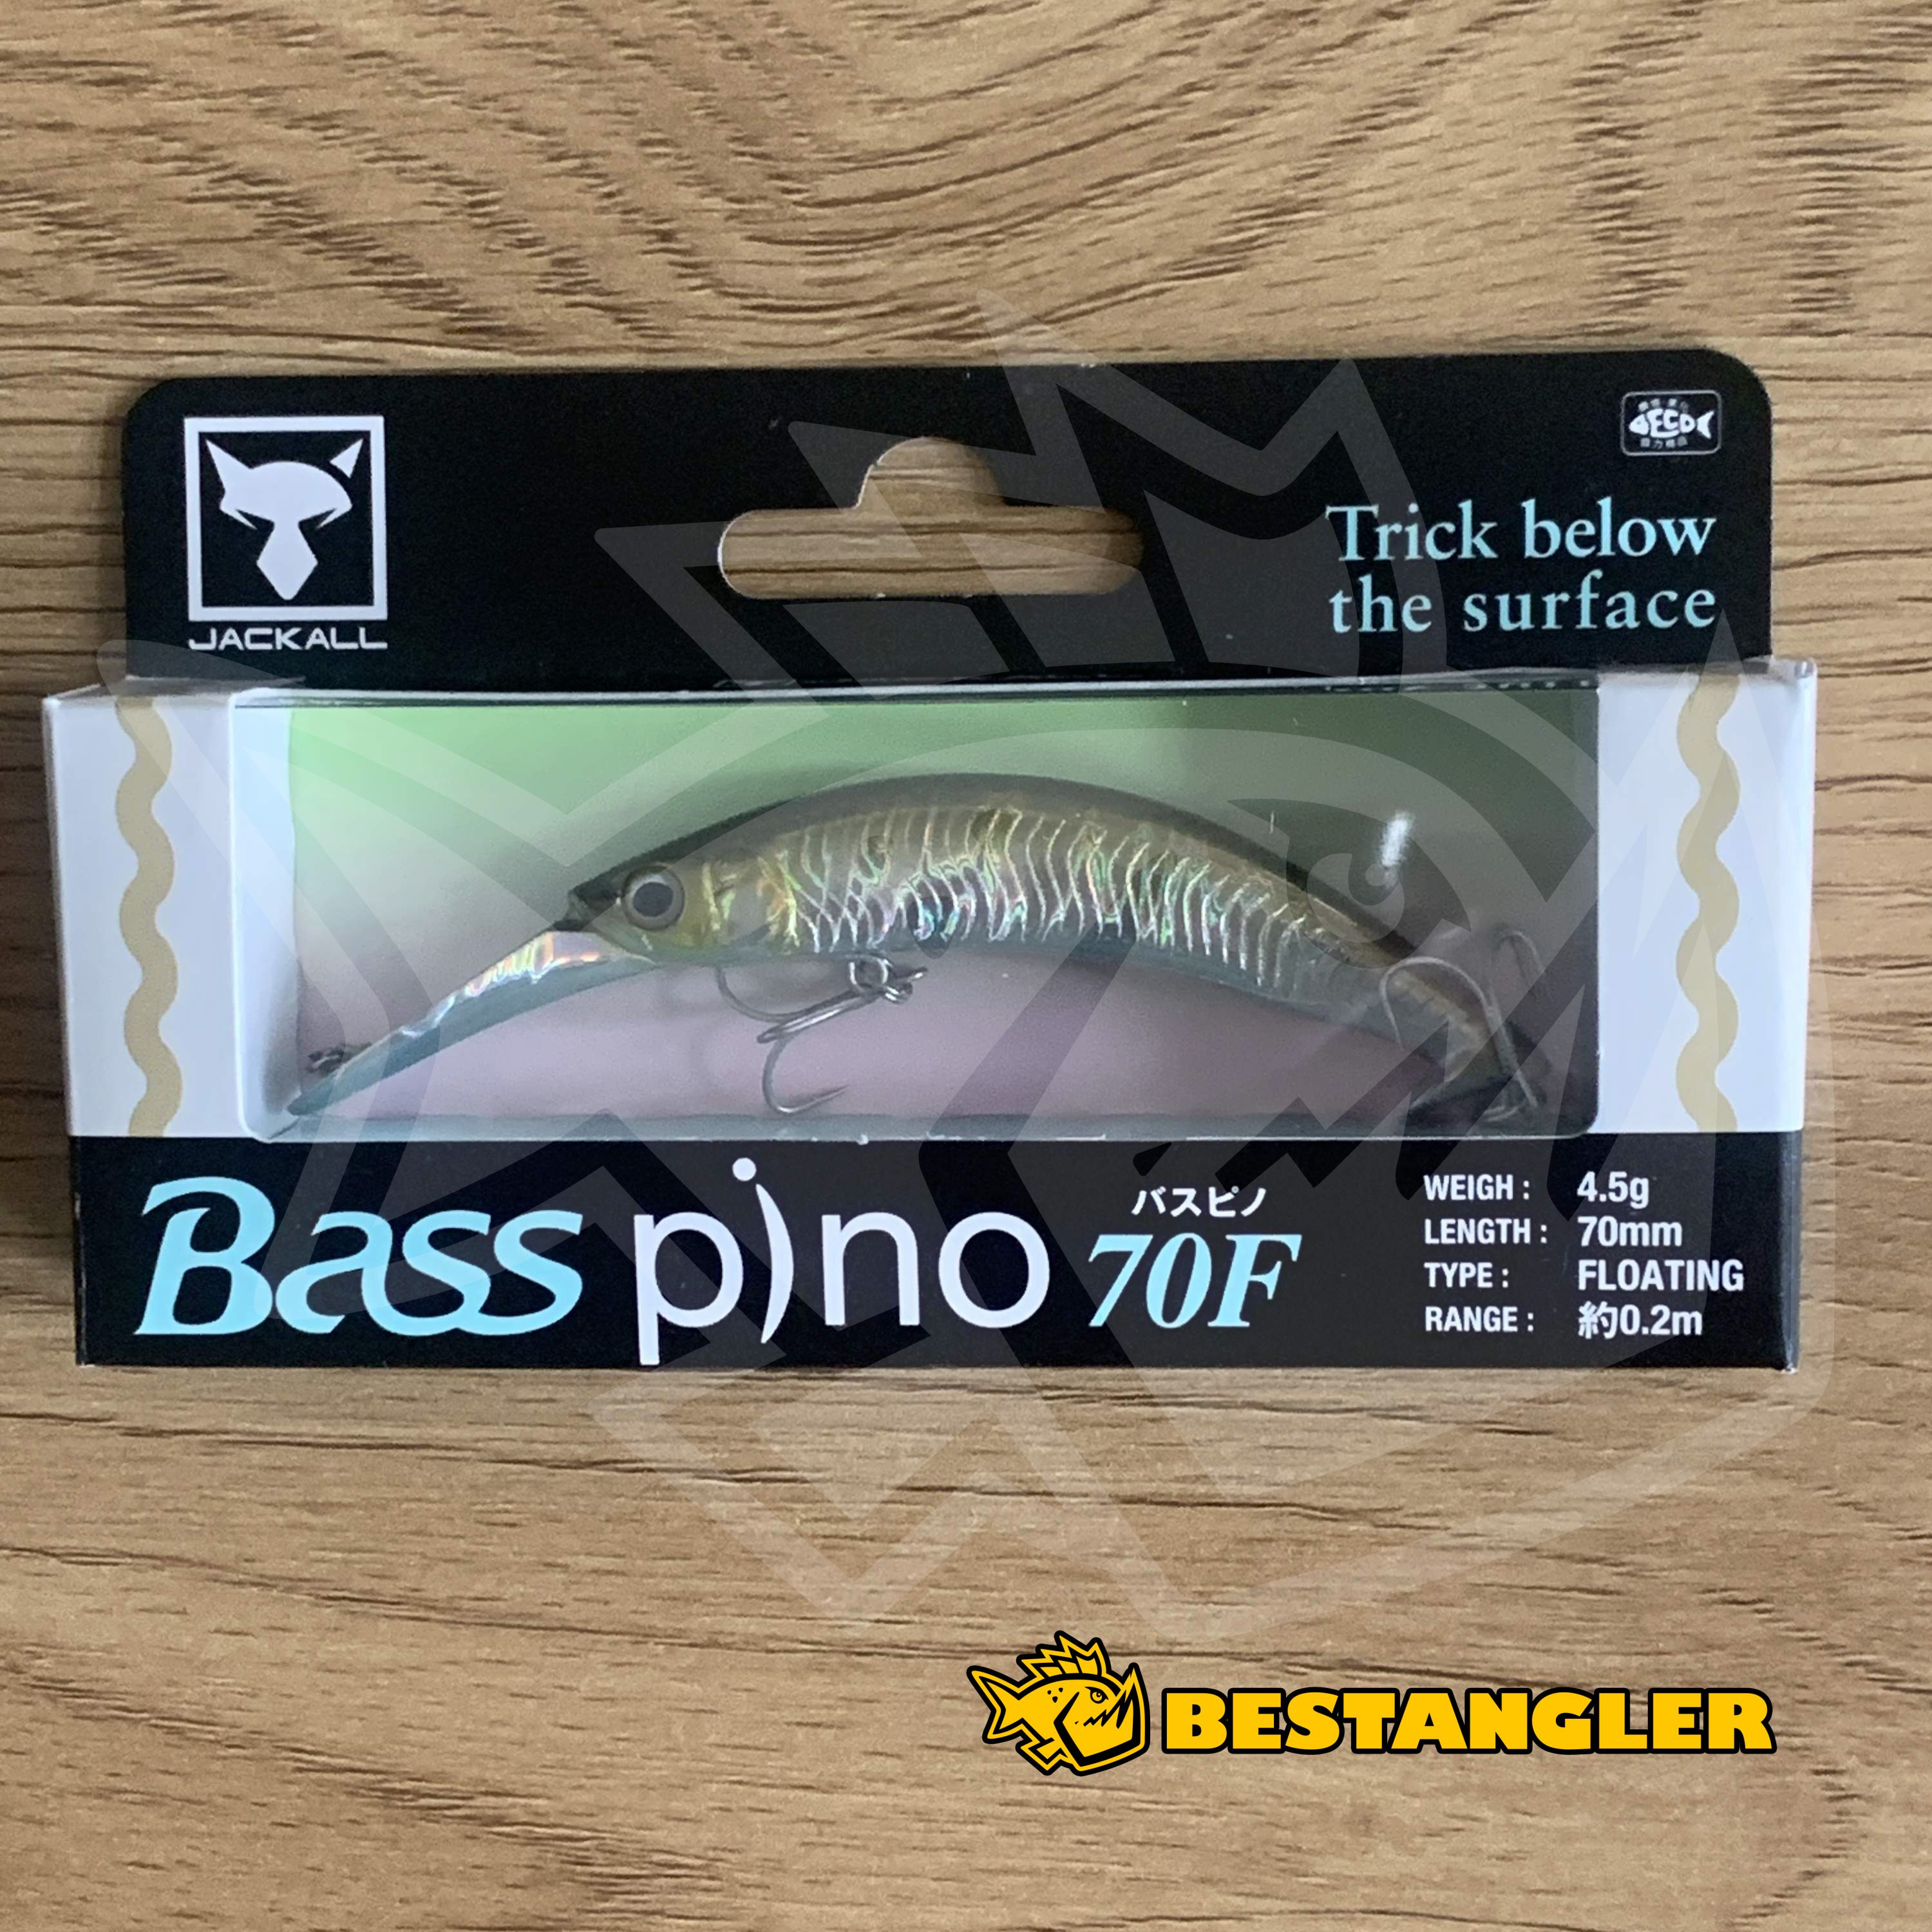 JACKALL
ECO
Trick below
the surface
Bass pino
バスピノ
70F
WEIGH : 4.5g
LENGTH : 70mm
TYPE : FLOATING
RANGE : 約0.2m
BESTANGLER